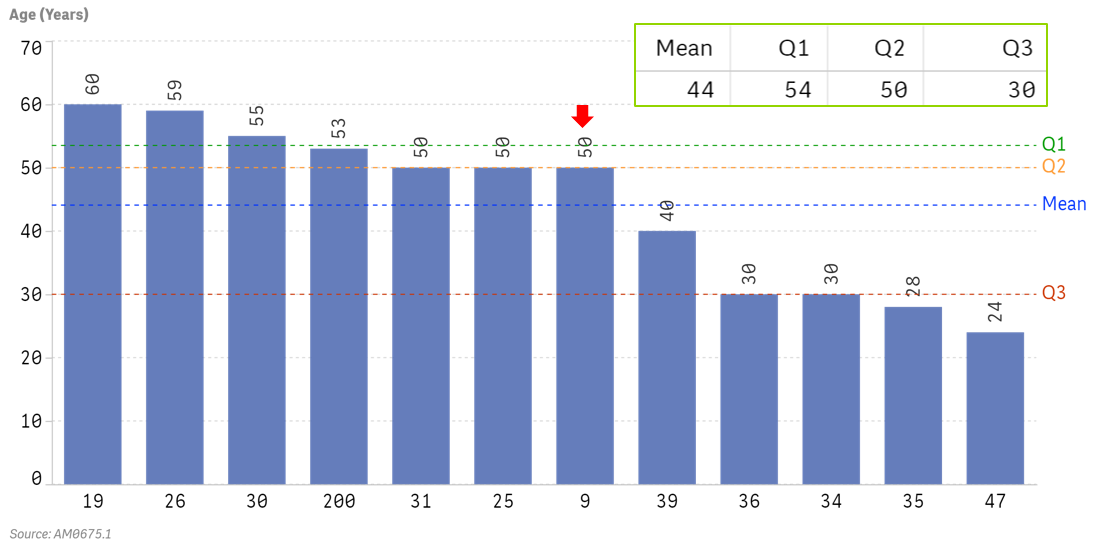 Age (Years)
Mean Q1 Q2 Q3
44 54 50 30
70
60
50
40
30
20
10
0
60 59 55 53 50 50 50 40 30 30 28 24
Q1
Q2
Mean
Q3
19 26 30 200 31 25 9 39 36 34 35 47
Source: AM0675.1